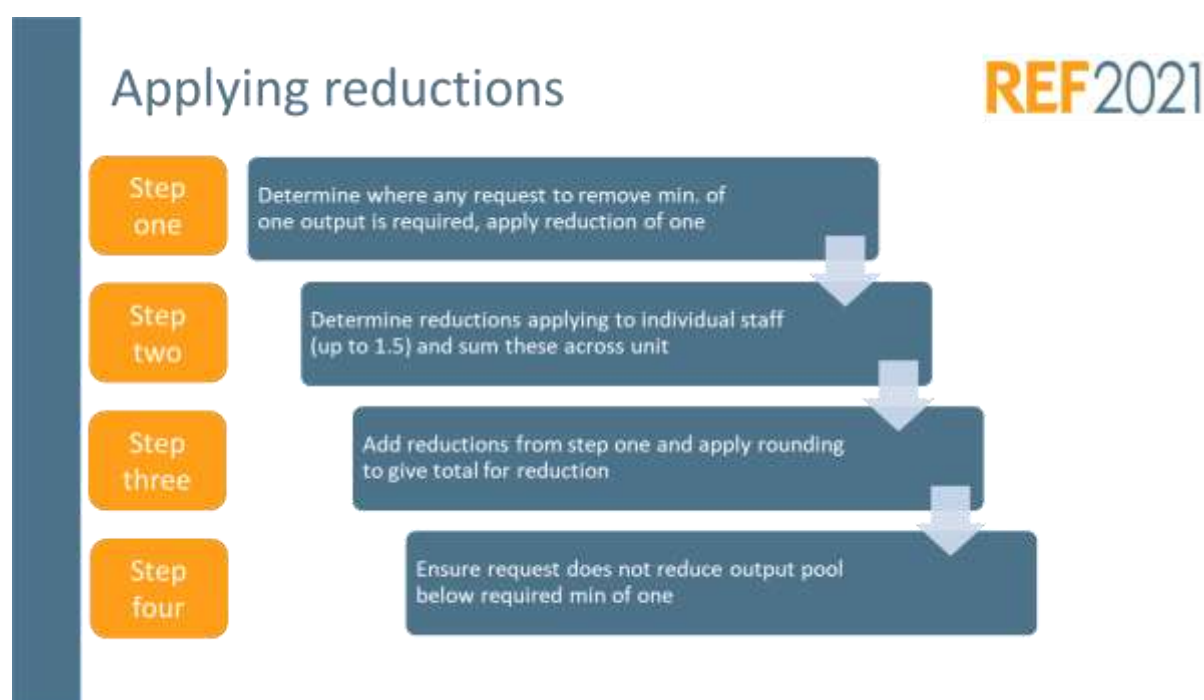 Applying reductions
REF2021
Step
one
Determine where any request to remove min. of
one output is required, apply reduction of one
Step
two
Determine reductions applying to individual staff
(up to 1.5) and sum these across unit
Step
three
Add reductions from step one and apply rounding
to give total for reduction
Step
four
Ensure request does not reduce output pool
below required min of one